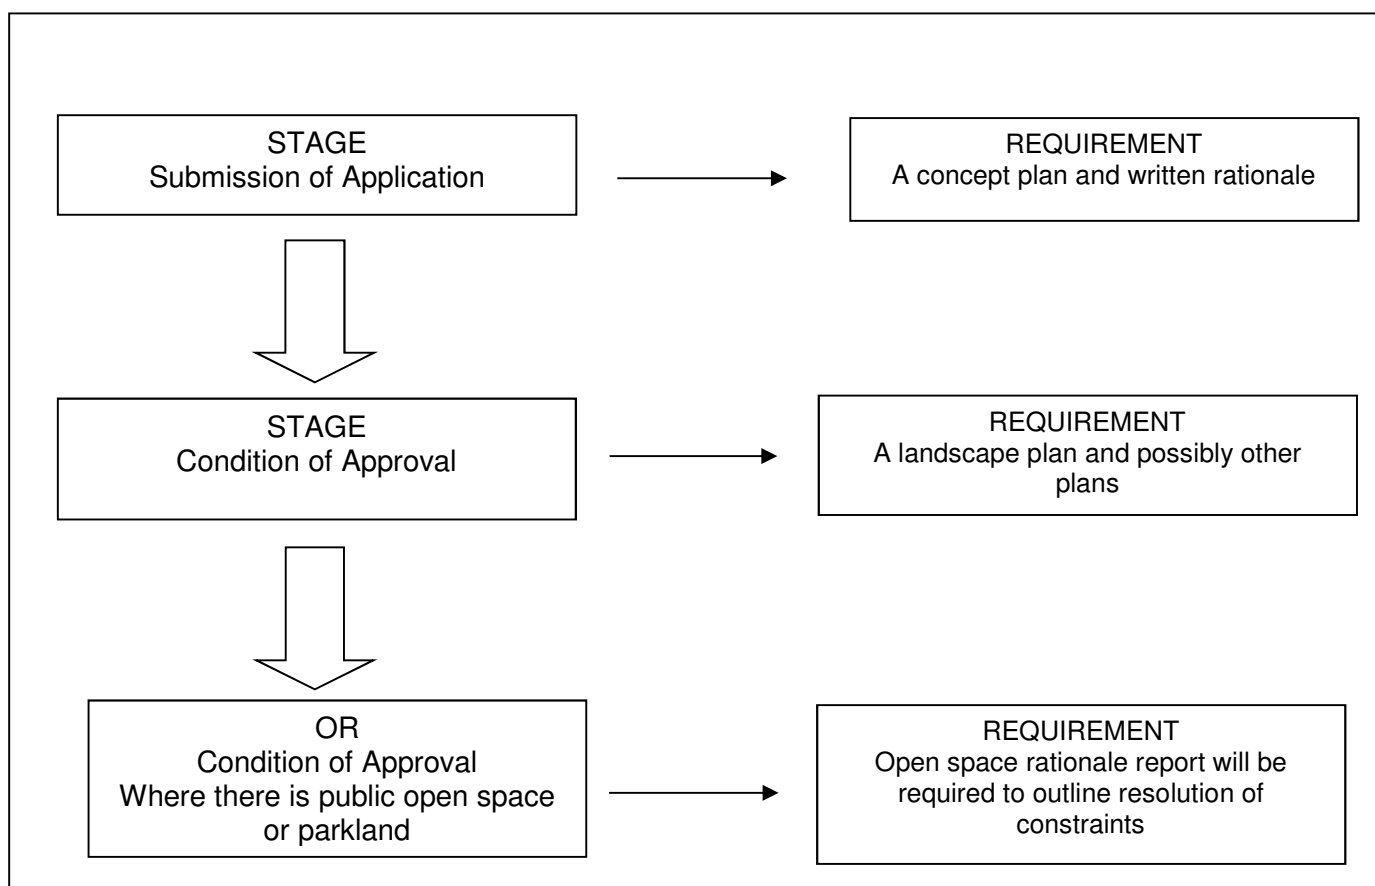 STAGE
Submission of Application
REQUIREMENT
A concept plan and written rationale
STAGE
Condition of Approval
REQUIREMENT
A landscape plan and possibly other
plans
OR
Condition of Approval
Where there is public open space
or parkland
REQUIREMENT
Open space rationale report will be
required to outline resolution of
constraints